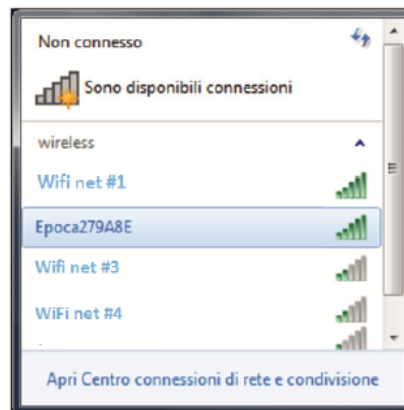 Non connesso
Sono disponibili connessioni
wireless
Wifi net #1
Epoca279A8E
Wifi net #3
WiFi net #4
Apri Centro connessioni di rete e condivisione